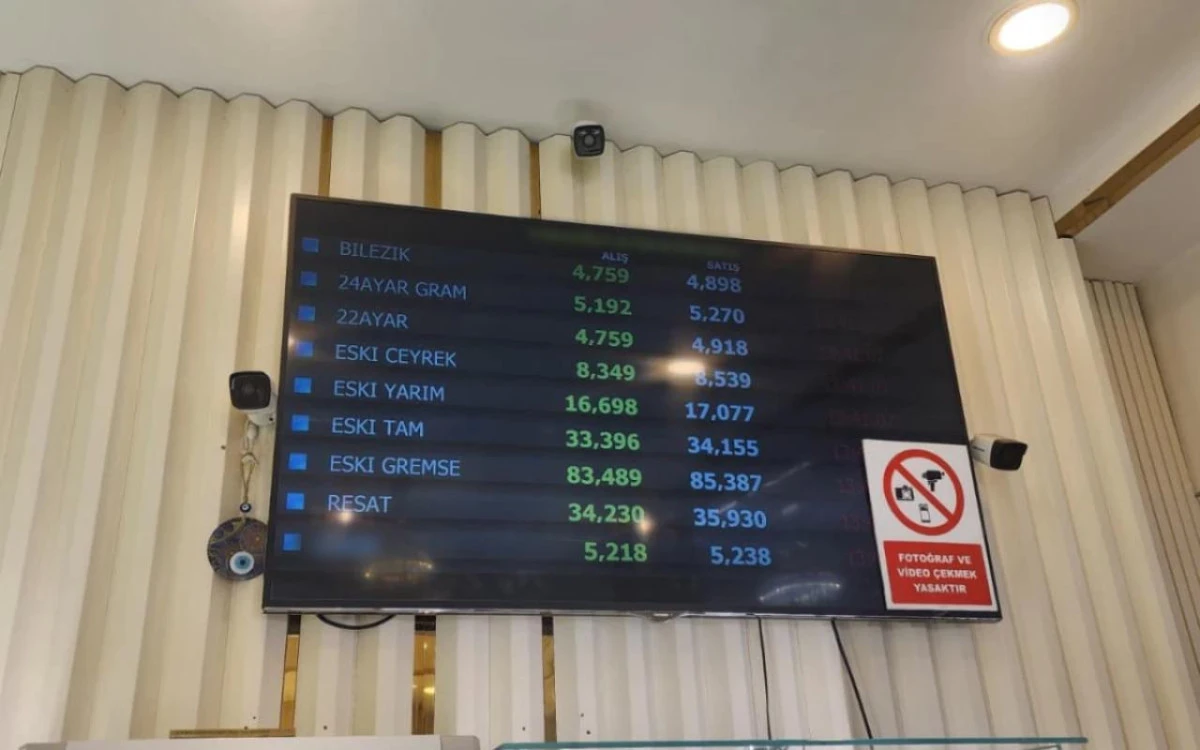 ALIŞ SATIŞ
BILEZIK 4,759 4,898
24AYAR GRAM 5,192 5,270
22AYAR 4,759 4,918
ESKI CEYREK 8,349 8,539
ESKI YARIM 16,698 17,077
ESKI TAM 33,396 34,155
ESKI GREMSE 83,489 85,387
RESAT 34,230 35,930
5,218 5,238
FOTOĞRAF VE
VİDEO ÇEKMEK
YASAKTIR